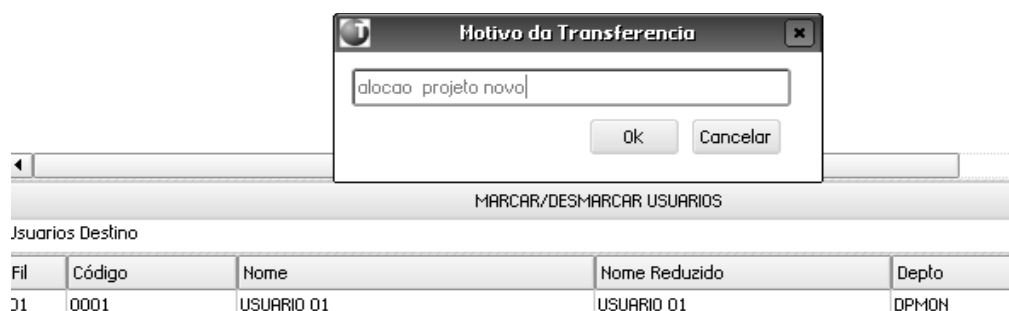 Motivo da Transferencia
alocao projeto novo
Ok Cancelar
MARCAR/DESMARCAR USUARIOS
Usuarios Destino
Fil Código Nome Nome Reduzido Depto
01 0001 USUARIO 01 USUARIO 01 DPMON